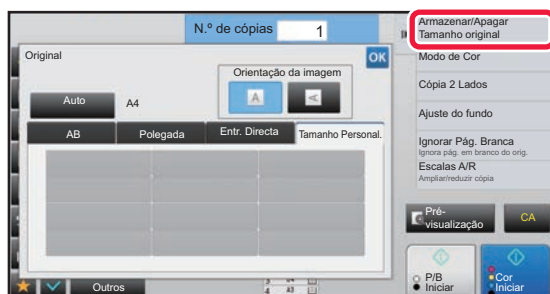 N.º de cópias
1
Original
OK
Orientação da imagem
A
A
Auto
A4
AB
Polegada
Entr. Directa
Tamanho Personal.
Outros
Armazenar/Apagar
Tamanho original
Modo de Cor
Cópia 2 Lados
Ajuste do fundo
Ignorar Pág. Branca
Ignora pág. em branco do orig.
Escalas A/R
Ampliar/reduzir cópia
Pré-
visualização
CA
P/B
Iniciar
Cor
Iniciar